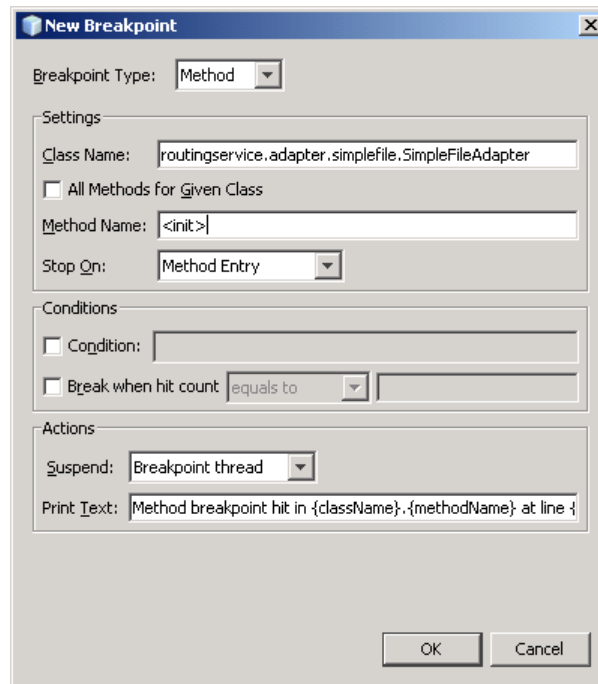 New Breakpoint
Breakpoint Type: Method
Settings
Class Name: routingservice.adapter.simplefile.SimpleFileAdapter
All Methods for Given Class
Method Name: <init>
Stop On: Method Entry
Conditions
Condition:
Break when hit count equals to
Actions
Suspend: Breakpoint thread
Print Text: Method breakpoint hit in {className}.{methodName} at line {
OK Cancel